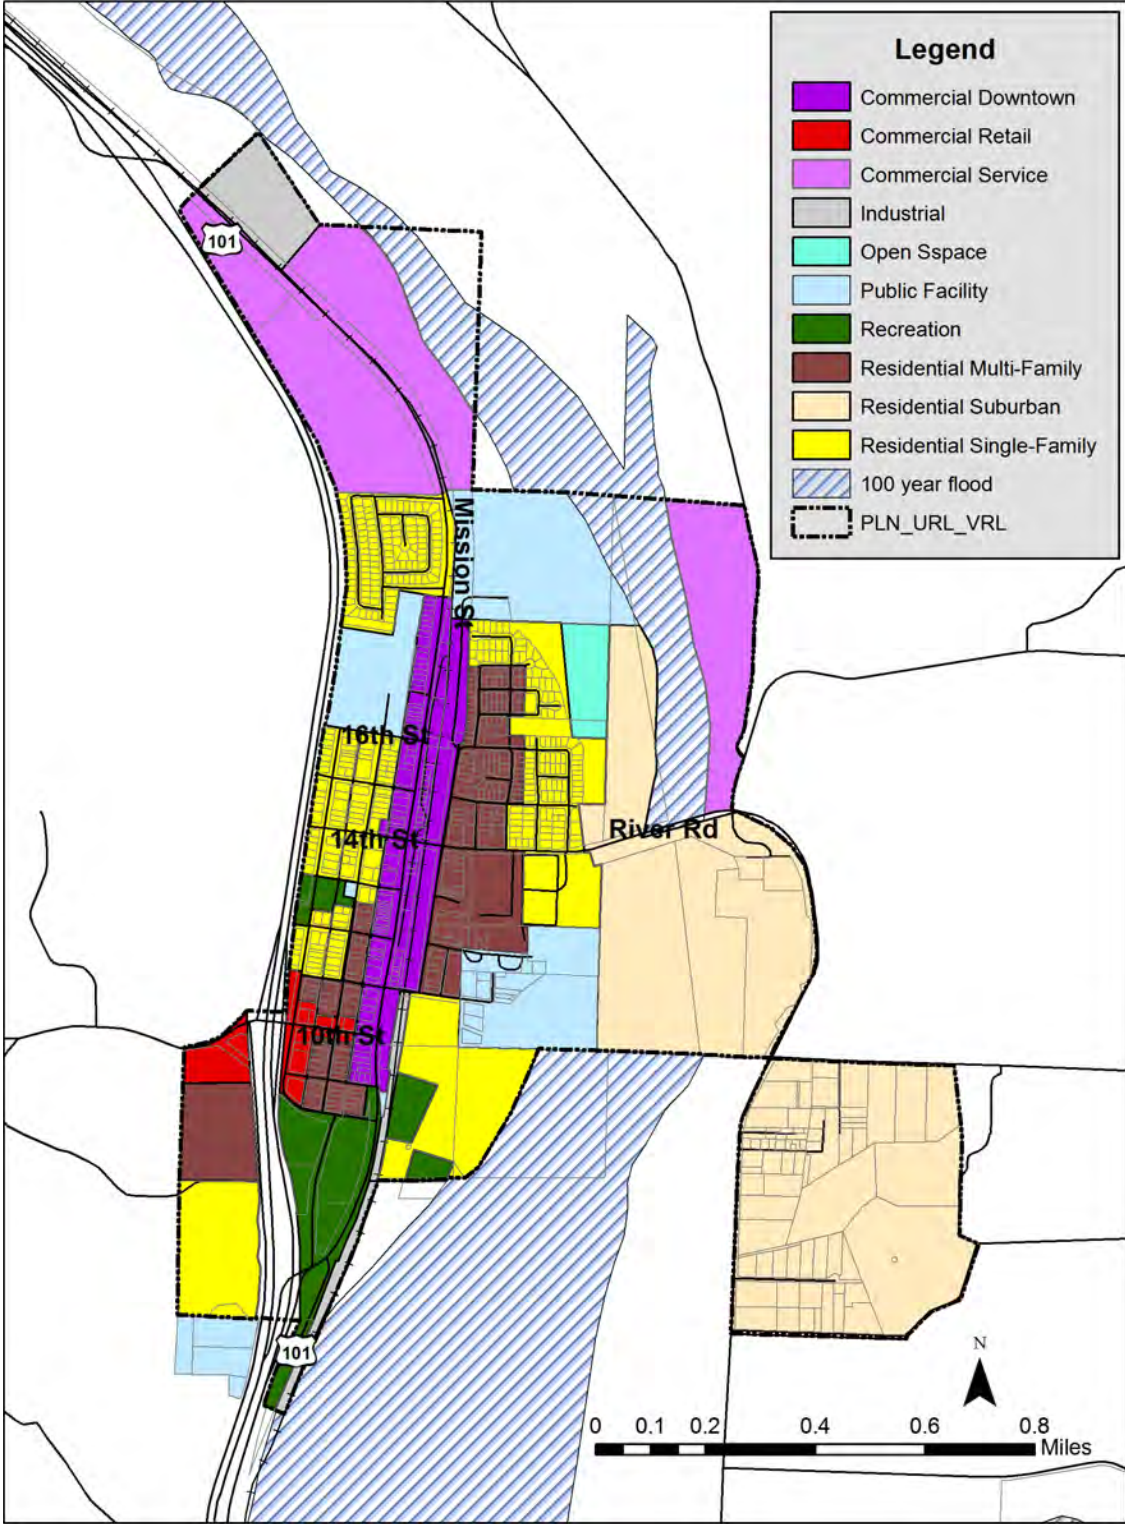 Legend
Commercial Downtown
Commercial Retail
Commercial Service
Industrial
Open Sspace
Public Facility
Recreation
Residential Multi-Family
Residential Suburban
Residential Single-Family
100 year flood
PLN_URL_VRL
101
Mission St
16th St
14th St
River Rd
10th St
101
N
0 0.1 0.2 0.4 0.6 0.8
Miles